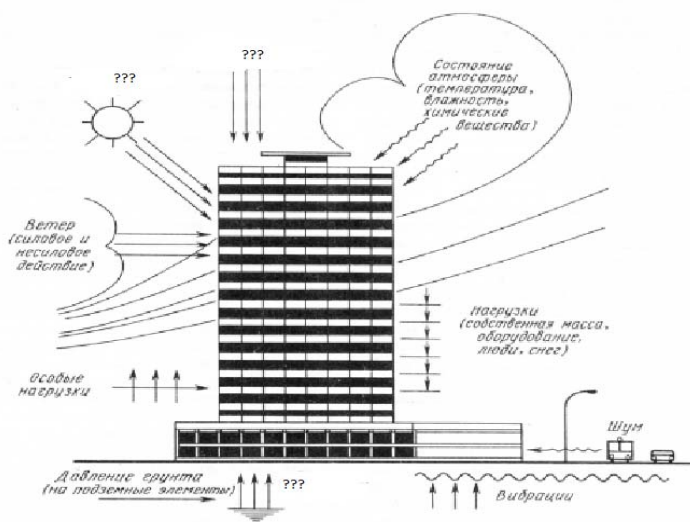 ???
???
Состояние
атмосферы
(температура,
влажность,
химические
вещества)
Ветер
(силовое и
несиловое
действие)
Нагрузки
(собственная масса,
оборудование,
люди, снег)
Особые
нагрузки
Шум
Давление грунта
(на подземные элементы)
???
Вибрации